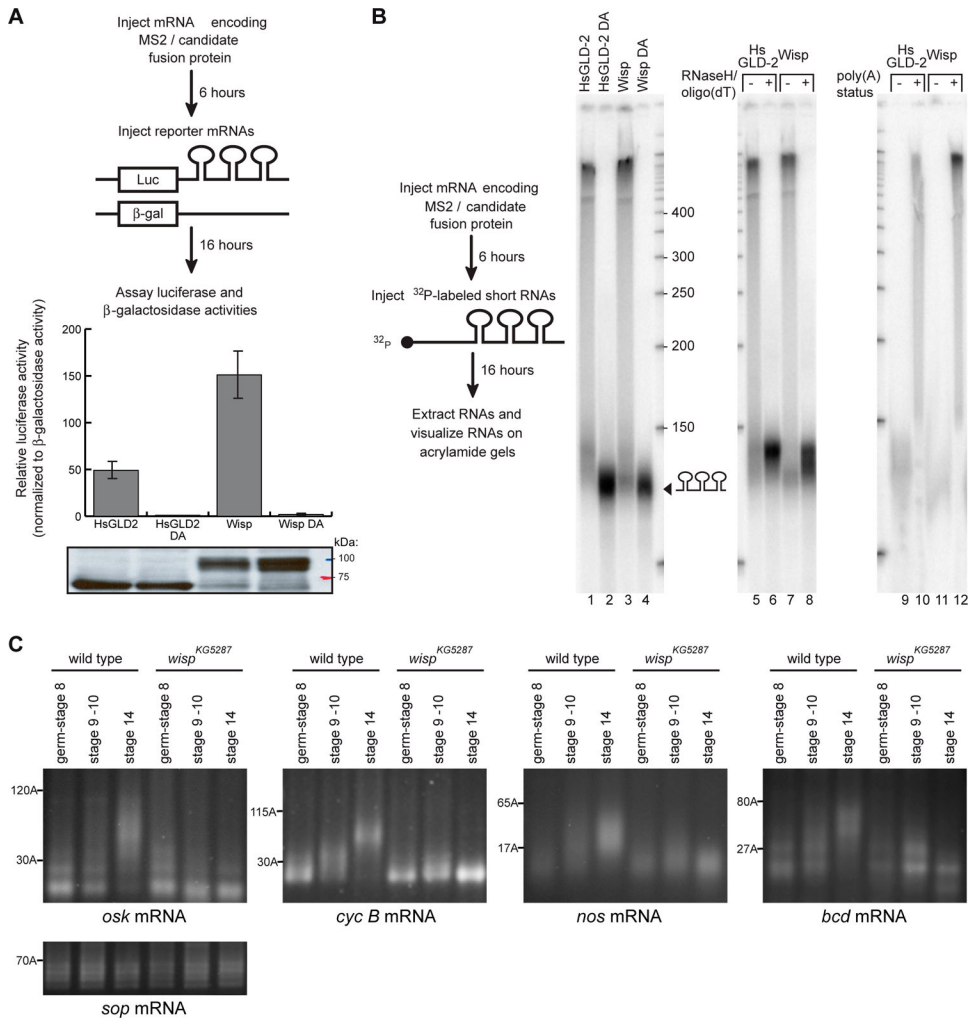 A
Inject mRNA encoding
MS2 / candidate
fusion protein
6 hours
Inject reporter mRNAs
Luc
β-gal
16 hours
Assay luciferase and
β-galactosidase activities
Relative luciferase activity
(normalized to β-galactosidase activity)
200
150
100
50
0
HsGLD2
HsGLD2
DA
Wisp
Wisp DA
kDa:
100
75
B
Inject mRNA encoding
MS2 / candidate
fusion protein
6 hours
Inject 32P-labeled short RNAs
32P
16 hours
Extract RNAs and
visualize RNAs on
acrylamide gels
HsGLD-2
HsGLD-2 DA
Wisp
Wisp DA
400
300
250
200
150
1 2 3 4
Hs
GLD-2 Wisp
RNaseH/
oligo(dT)
- + - +
5 6 7 8
Hs
GLD-2 Wisp
poly(A)
status
- + - +
9 10 11 12
C
wild type
wisp KG5287
germ-stage 8
stage 9 -10
stage 14
germ-stage 8
stage 9 -10
stage 14
120A
30A
osk mRNA
70A
sop mRNA
wild type
wisp KG5287
germ-stage 8
stage 9 -10
stage 14
germ-stage 8
stage 9 -10
stage 14
115A
30A
cyc B mRNA
wild type
wisp KG5287
germ-stage 8
stage 9 -10
stage 14
germ-stage 8
stage 9 -10
stage 14
65A
17A
nos mRNA
wild type
wisp KG5287
germ-stage 8
stage 9 -10
stage 14
germ-stage 8
stage 9 -10
stage 14
80A
27A
bcd mRNA